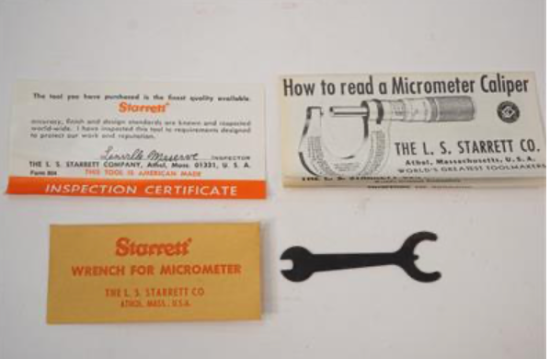 The tool you have purchased is the finest quality available.
Starrett
accuracy, finish and design standards are known and respected
world-wide. I have inspected this tool to requirements designed
to protect our work and reputation.
INSPECTOR
THE L. S. STARRETT COMPANY, Athol, Mass. 01331, U. S. A.
Form 804 THIS TOOL IS AMERICAN MADE
INSPECTION CERTIFICATE
How to read a Micrometer Caliper
THE L. S. STARRETT CO.
Athol, Massachusetts, U. S. A.
WORLD'S GREATEST TOOLMAKERS
Starrett
WRENCH FOR MICROMETER
THE L. S. STARRETT CO
ATHOL, MASS., U.S.A.